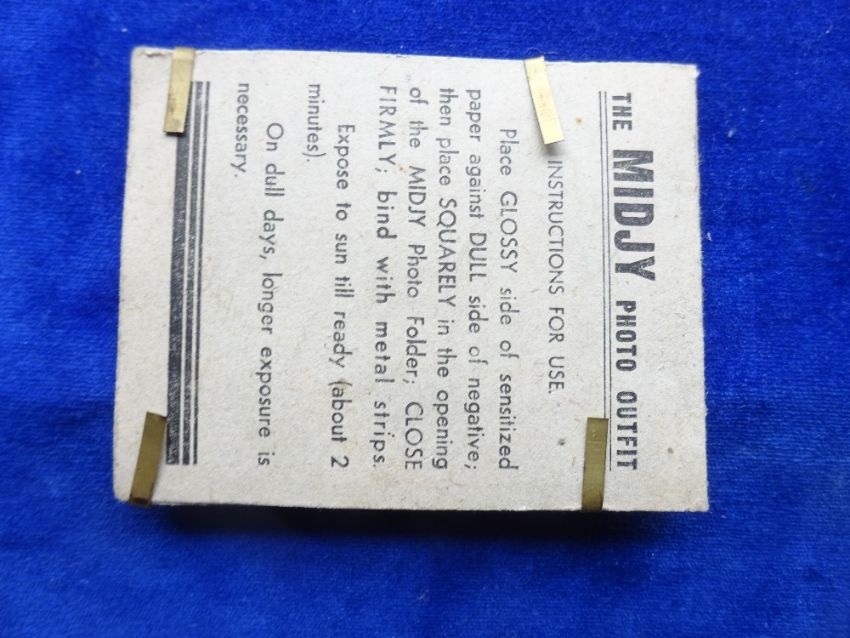 THE MIDJY PHOTO OUTFIT
INSTRUCTIONS FOR USE.
Place GLOSSY side of sensitized
paper against DULL side of negative;
then place SQUARELY in the opening
of the MIDJY Photo Folder; CLOSE
FIRMLY; bind with metal strips.
Expose to sun till ready (about 2
minutes).
On dull days, longer exposure is
necessary.